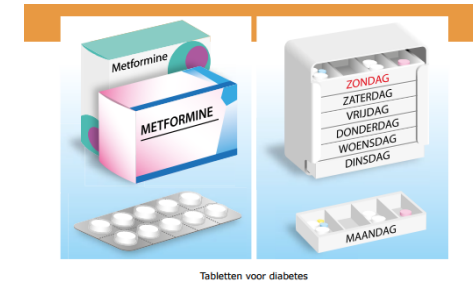 Metformine
METFORMINE
ZONDAG
ZATERDAG
VRIJDAG
DONDERDAG
WOENSDAG
DINSDAG
MAANDAG
Tabletten voor diabetes